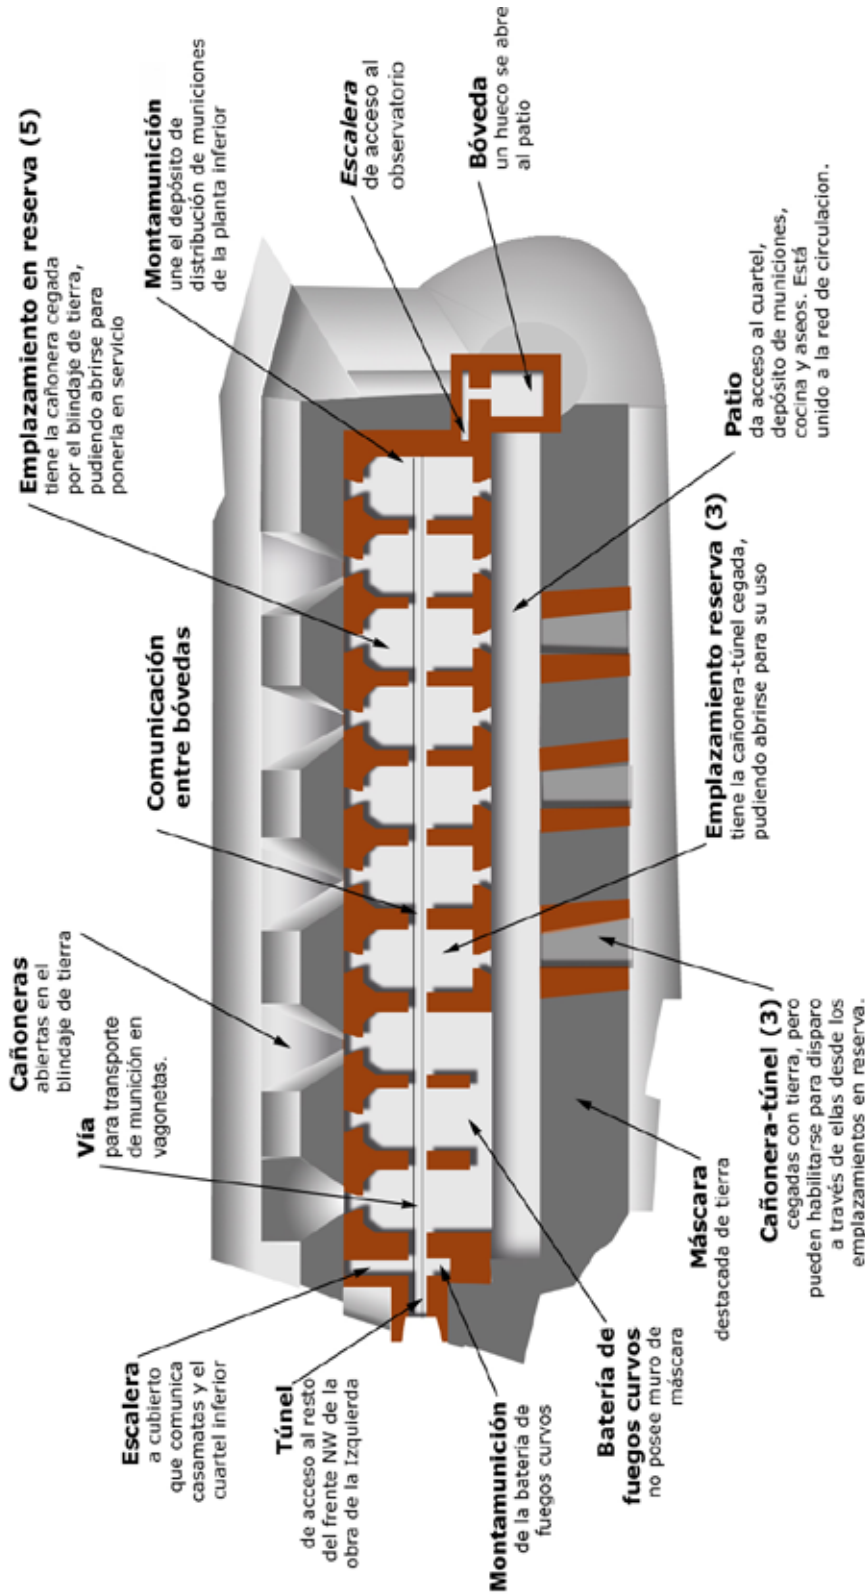 Cañoneras
abiertas en el
blindaje de tierra
Emplazamiento en reserva (5)
tiene la cañonera cegada
por el blindaje de tierra,
pudiendo abrirse para
ponerla en servicio
Vía
para transporte
de munición en
vagonetas.
Comunicación
entre bóvedas
Montamunición
une el depósito de
distribución de municiones
de la planta inferior
Escalera
a cubierto
que comunica
casamatas y el
cuartel inferior
Escalera
de acceso al
observatorio
Túnel
de acceso al resto
del frente NW de la
obra de la Izquierda
Bóveda
un hueco se abre
al patio
Montamunición
de la batería de
fuegos curvos
Batería de
fuegos curvos
no posee muro de
máscara
Máscara
destacada de tierra
Emplazamiento reserva (3)
tiene la cañonera-túnel cegada,
pudiendo abrirse para su uso
Patio
da acceso al cuartel,
depósito de municiones,
cocina y aseos. Está
unido a la red de circulacion.
Cañonera-túnel (3)
cegadas con tierra, pero
pueden habilitarse para disparo
a través de ellas desde los
emplazamientos en reserva.